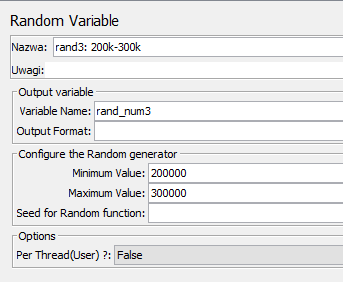 Random Variable
Nazwa: rand3: 200k-300k
Uwagi:
Output variable
Variable Name: rand_num3
Output Format:
Configure the Random generator
Minimum Value: 200000
Maximum Value: 300000
Seed for Random function:
Options
Per Thread(User) ?: False